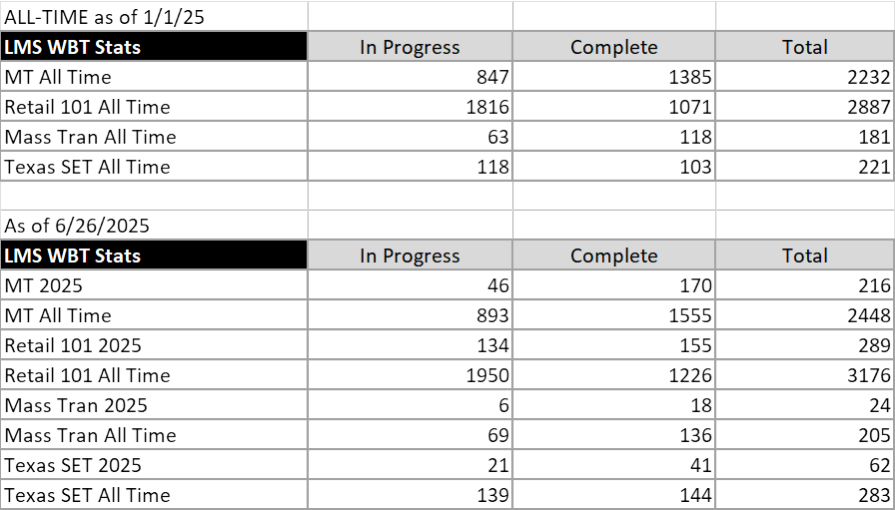 ALL-TIME as of 1/1/25
LMS WBT Stats In Progress Complete Total
MT All Time 847 1385 2232
Retail 101 All Time 1816 1071 2887
Mass Tran All Time 63 118 181
Texas SET All Time 118 103 221
As of 6/26/2025
LMS WBT Stats In Progress Complete Total
MT 2025 46 170 216
MT All Time 893 1555 2448
Retail 101 2025 134 155 289
Retail 101 All Time 1950 1226 3176
Mass Tran 2025 6 18 24
Mass Tran All Time 69 136 205
Texas SET 2025 21 41 62
Texas SET All Time 139 144 283